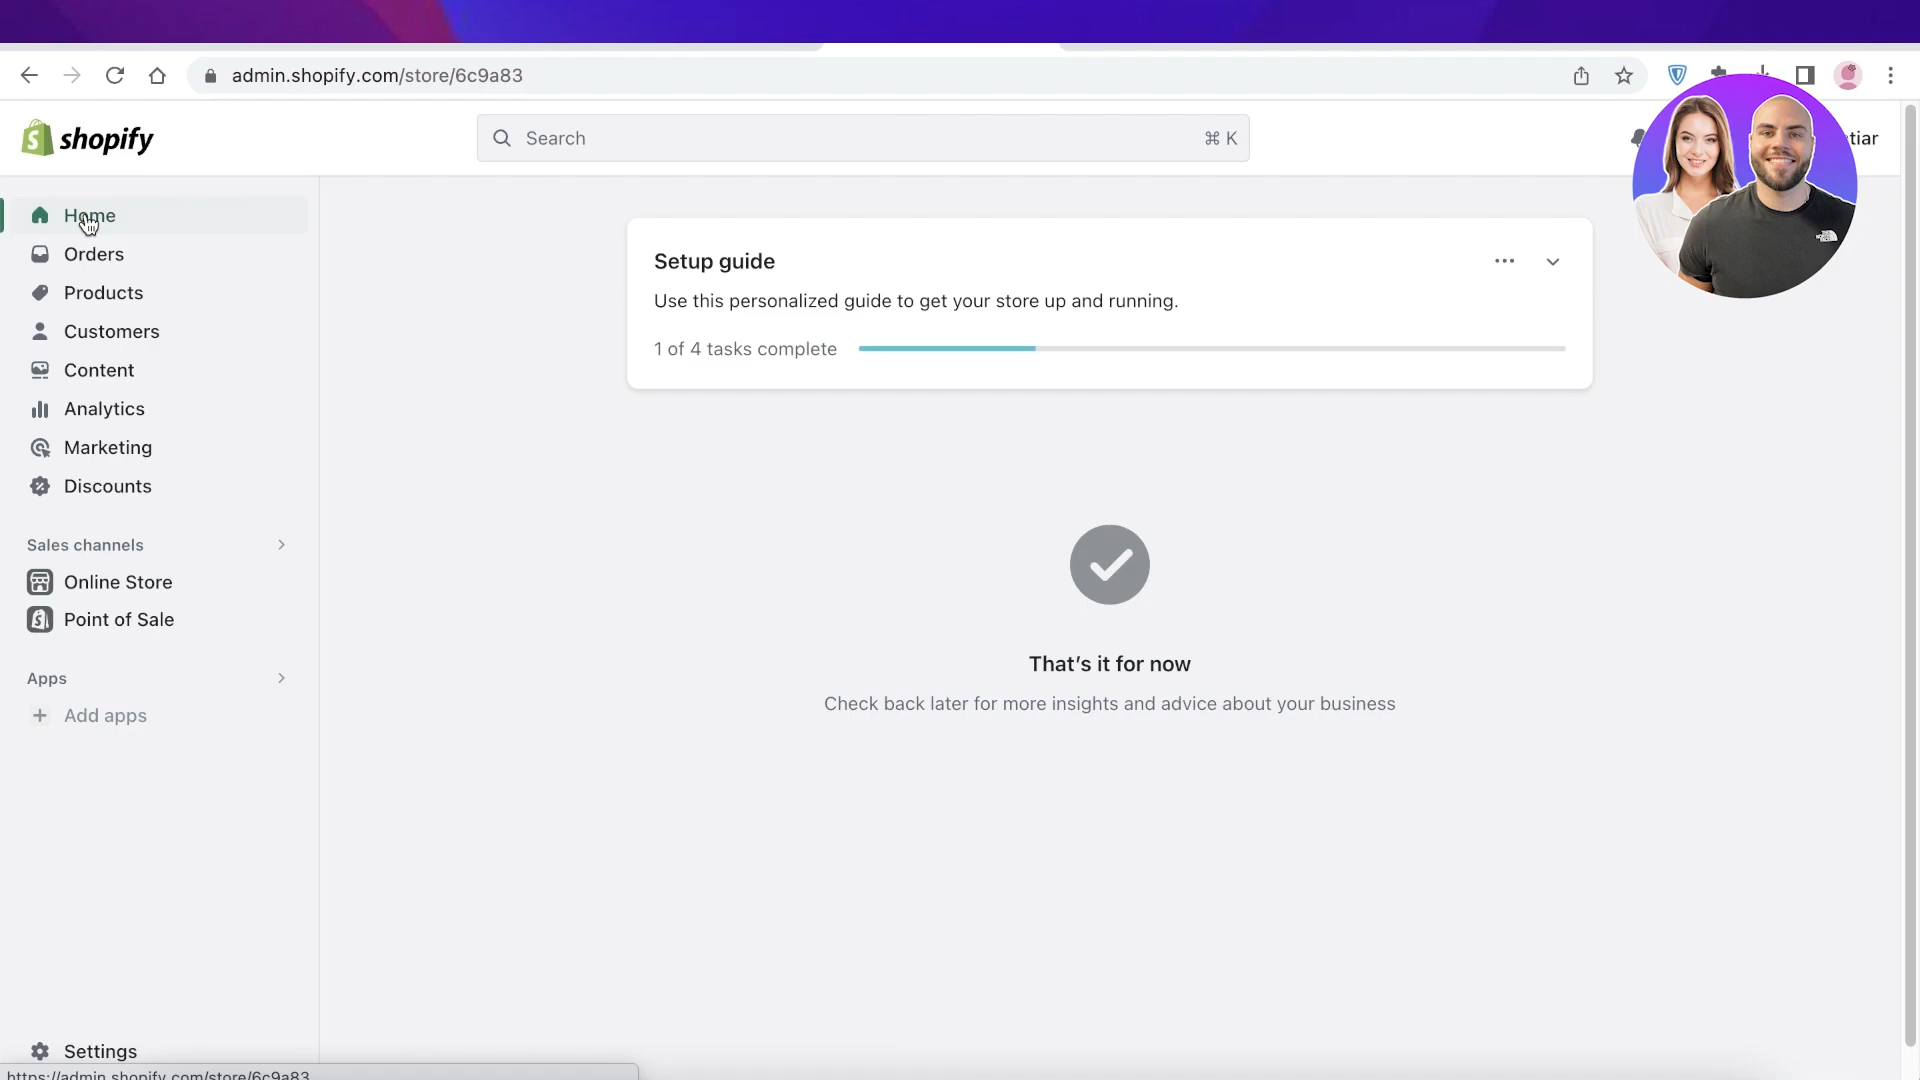 admin.shopify.com/store/6c9a83
shopify
Search
⌘ K
tiar
Home
Orders
Products
Customers
Content
Analytics
Marketing
Discounts
Sales channels
Online Store
Point of Sale
Apps
+ Add apps
Settings
Setup guide
Use this personalized guide to get your store up and running.
1 of 4 tasks complete
That's it for now
Check back later for more insights and advice about your business
https://admin.shopify.com/store/6c9a83